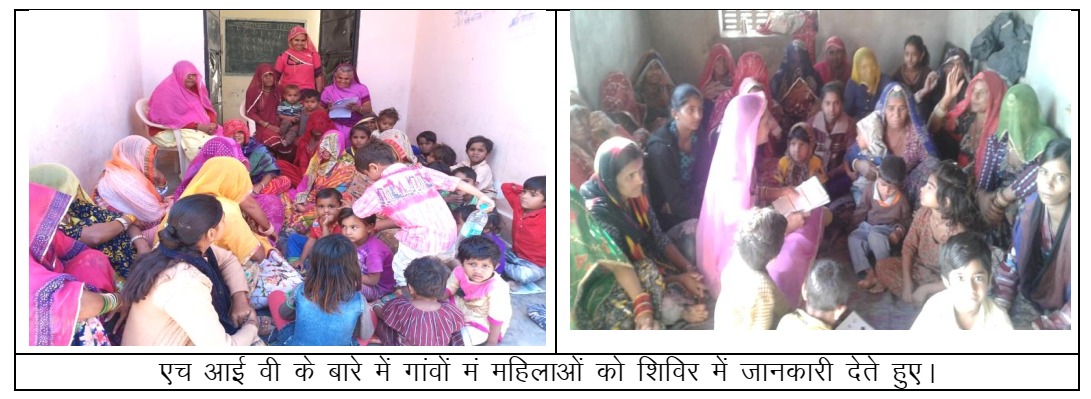 एच आई वी के बारे में गांवों मं महिलाओं को शिविर में जानकारी देते हुए।